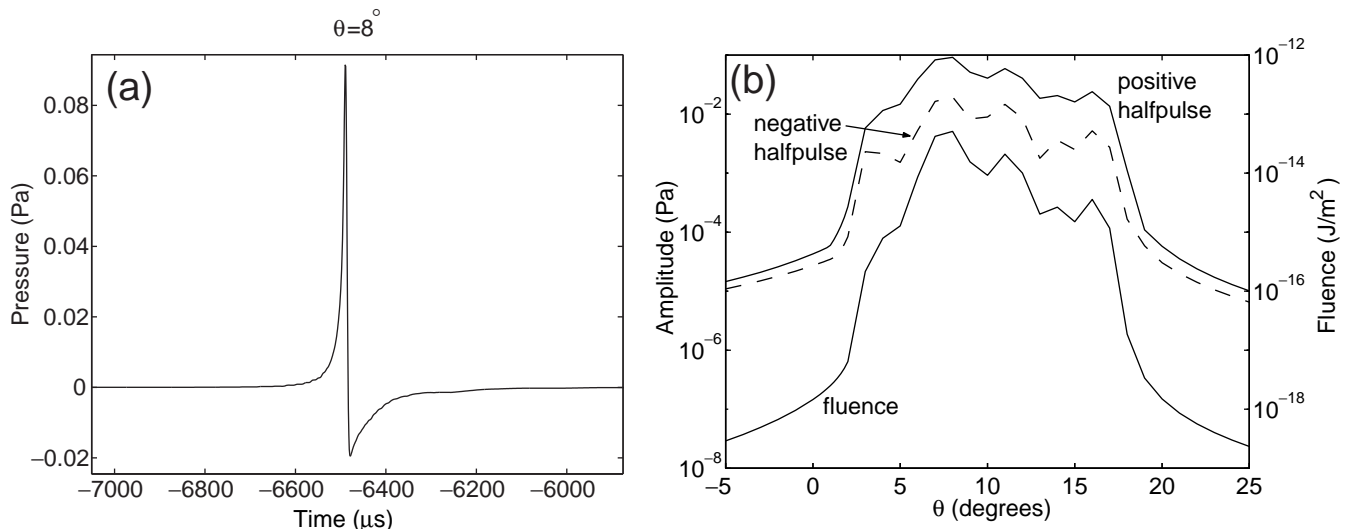 θ=8°
(a)
0.08
0.06
0.04
0.02
0
−0.02
Pressure (Pa)
−7000 −6800 −6600 −6400 −6200 −6000
Time (μs)
(b)
positive
halfpulse
negative
halfpulse
fluence
10⁻²
10⁻⁴
10⁻⁶
10⁻⁸
Amplitude (Pa)
10⁻¹²
10⁻¹⁴
10⁻¹⁶
10⁻¹⁸
Fluence (J/m²)
−5 0 5 10 15 20 25
θ (degrees)